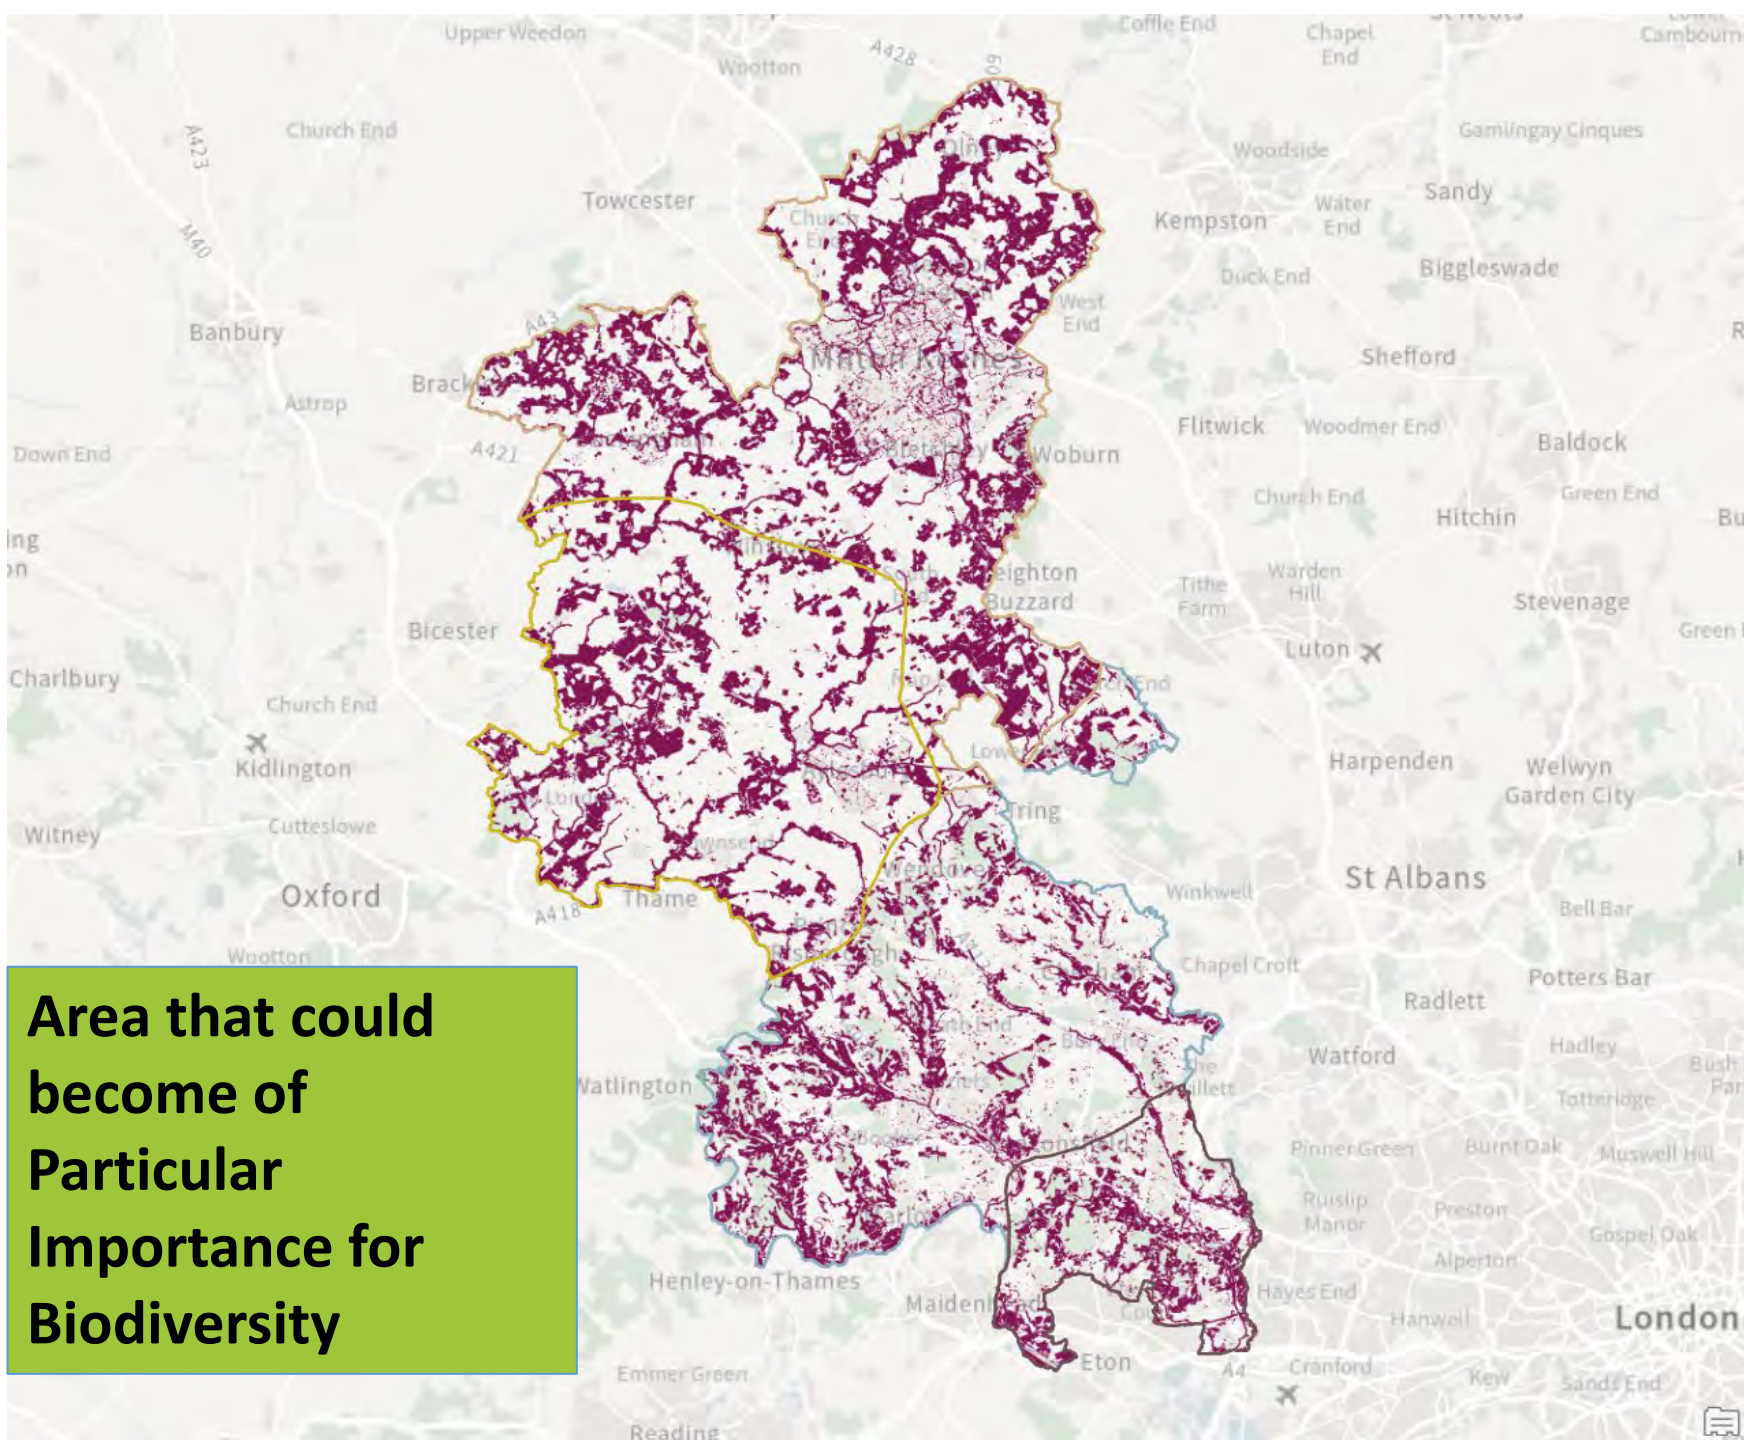 Upper Weedon
Wootton
A428
Coffle End
Chapel
End
Church End
A423
Woodside
Gamlingay Cinques
Towcester
Kempston
Water
End
Sandy
M40
Church
End
Duck End
Biggleswade
Banbury
A43
West
End
Milton Keynes
Shefford
Astrop
A421
Down End
Bletchley
Woburn
Flitwick
Woodmer End
Baldock
Church End
Green End
Hitchin
South
Buzzard
Tithe
Farm
Warden
Hill
Stevenage
Bicester
Luton
Charlbury
Church End
Kidlington
Harpenden
Welwyn
Garden City
Tring
Witney
Cutteslowe
Oxford
A418
Thame
Winkwell
St Albans
Bell Bar
Wootton
Chapel Croft
Potters Bar
Radlett
Area that could
become of
Particular
Importance for
Biodiversity
Watford
Hadley
Totteridge
Pinner Green
Burnt Oak
Muswell Hill
Ruislip
Manor
Preston
Gospel Oak
Alperton
Henley-on-Thames
Hayes End
Hanwell
London
Eton
A4
Cranford
Kew
Sands End
Emmer Green
Reading